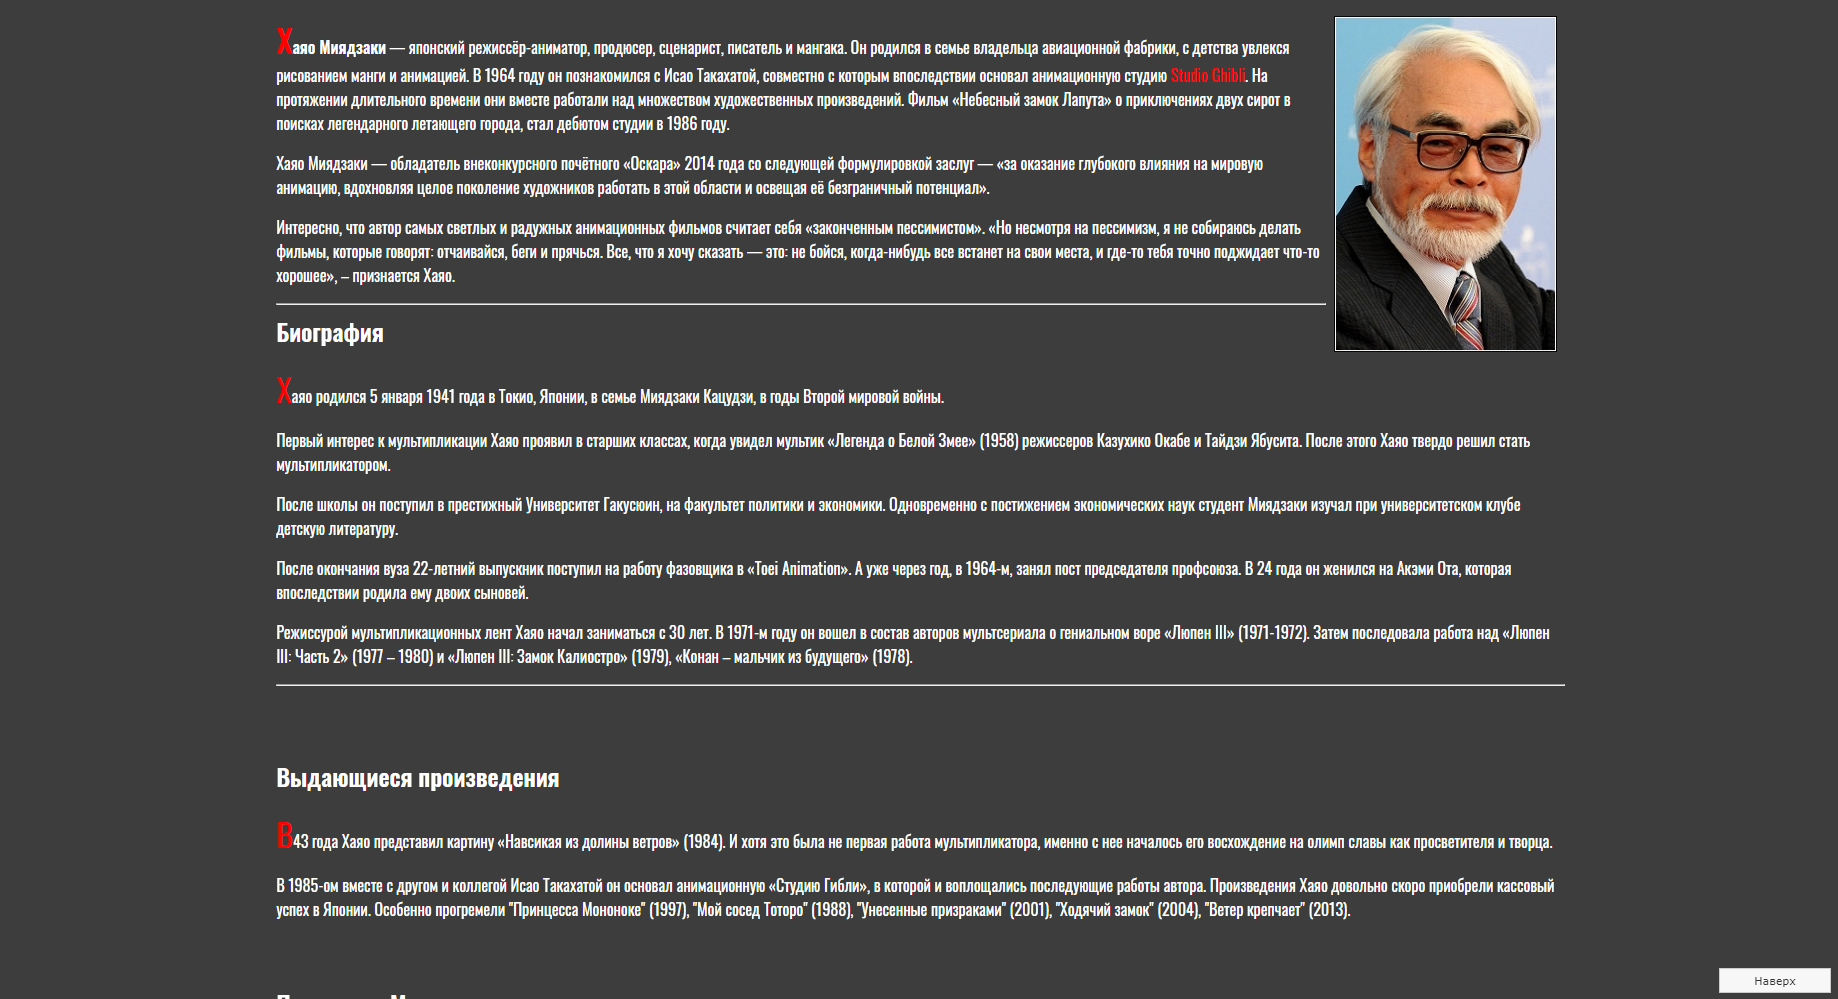 Хаяо Миядзаки — японский режиссёр-аниматор, продюсер, сценарист, писатель и мангака. Он родился в семье владельца авиационной фабрики, с детства увлекся
рисованием манги и анимацией. В 1964 году он познакомился с Исао Такахатой, совместно с которым впоследствии основал анимационную студию Studio Ghibli. На
протяжении длительного времени они вместе работали над множеством художественных произведений. Фильм «Небесный замок Лапута» о приключениях двух сирот в
поисках легендарного летающего города, стал дебютом студии в 1986 году.
Хаяо Миядзаки — обладатель внеконкурсного почётного «Оскара» 2014 года со следующей формулировкой заслуг — «за оказание глубокого влияния на мировую
анимацию, вдохновляя целое поколение художников работать в этой области и освещая её безграничный потенциал».
Интересно, что автор самых светлых и радужных анимационных фильмов считает себя «законченным пессимистом». «Но несмотря на пессимизм, я не собираюсь делать
фильмы, которые говорят: отчаивайся, беги и прячься. Все, что я хочу сказать — это: не бойся, когда-нибудь все встанет на свои места, и где-то тебя точно поджидает что-то
хорошее», – признается Хаяо.
Биография
Хаяо родился 5 января 1941 года в Токио, Японии, в семье Миядзаки Кацудзи, в годы Второй мировой войны.
Первый интерес к мультипликации Хаяо проявил в старших классах, когда увидел мультик «Легенда о Белой Змее» (1958) режиссеров Казухико Окабе и Тайдзи Ябусита. После этого Хаяо твердо решил стать
мультипликатором.
После школы он поступил в престижный Университет Гакусюин, на факультет политики и экономики. Одновременно с постижением экономических наук студент Миядзаки изучал при университетском клубе
детскую литературу.
После окончания вуза 22-летний выпускник поступил на работу фазовщика в «Toei Animation». А уже через год, в 1964-м, занял пост председателя профсоюза. В 24 года он женился на Акэми Ота, которая
впоследствии родила ему двоих сыновей.
Режиссурой мультипликационных лент Хаяо начал заниматься с 30 лет. В 1971-м году он вошел в состав авторов мультсериала о гениальном воре «Люпен III» (1971-1972). Затем последовала работа над «Люпен
III: Часть 2» (1977 – 1980) и «Люпен III: Замок Калиостро» (1979), «Конан – мальчик из будущего» (1978).
Выдающиеся произведения
В43 года Хаяо представил картину «Навсикая из долины ветров» (1984). И хотя это была не первая работа мультипликатора, именно с нее началось его восхождение на олимп славы как просветителя и творца.
В 1985-ом вместе с другом и коллегой Исао Такахатой он основал анимационную «Студию Гибли», в которой и воплощались последующие работы автора. Произведения Хаяо довольно скоро приобрели кассовый
успех в Японии. Особенно прогремели "Принцесса Мононоке" (1997), "Мой сосед Тоторо" (1988), "Унесенные призраками" (2001), "Ходячий замок" (2004), "Ветер крепчает" (2013).
Наверх